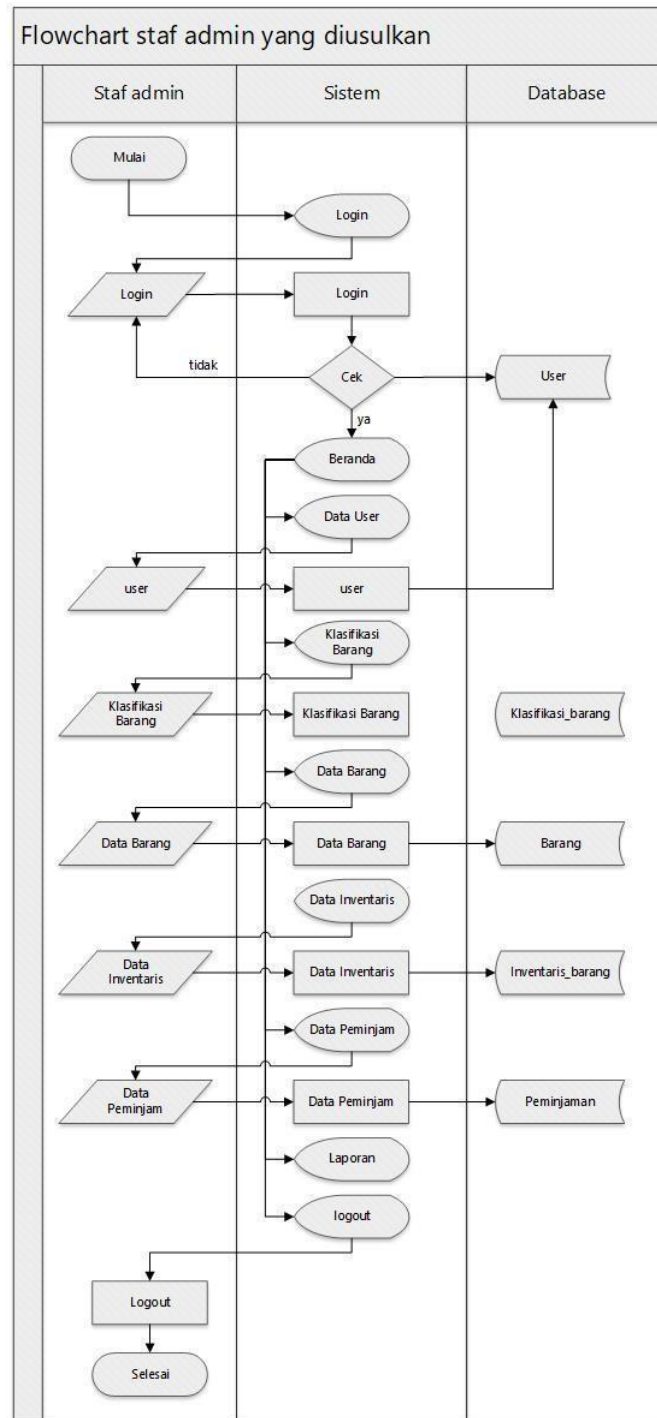 Flowchart staf admin yang diusulkan
Staf admin
Sistem
Database
Mulai
Login
Login
Login
tidak
Cek
User
ya
Beranda
Data User
user
user
Klasifikasi
Barang
Klasifikasi
Barang
Klasifikasi Barang
Klasifikasi_barang
Data Barang
Data Barang
Data Barang
Barang
Data Inventaris
Data
Inventaris
Data Inventaris
Inventaris_barang
Data Peminjam
Data
Peminjam
Data Peminjam
Peminjaman
Laporan
logout
Logout
Selesai